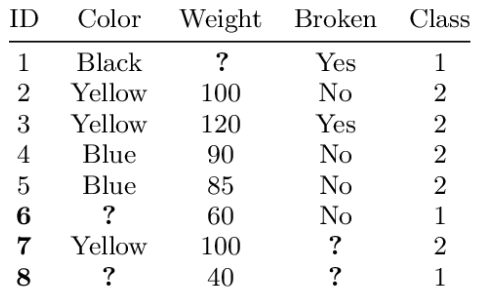 ID Color Weight Broken Class
1 Black ? Yes 1
2 Yellow 100 No 2
3 Yellow 120 Yes 2
4 Blue 90 No 2
5 Blue 85 No 2
6 ? 60 No 1
7 Yellow 100 ? 2
8 ? 40 ? 1